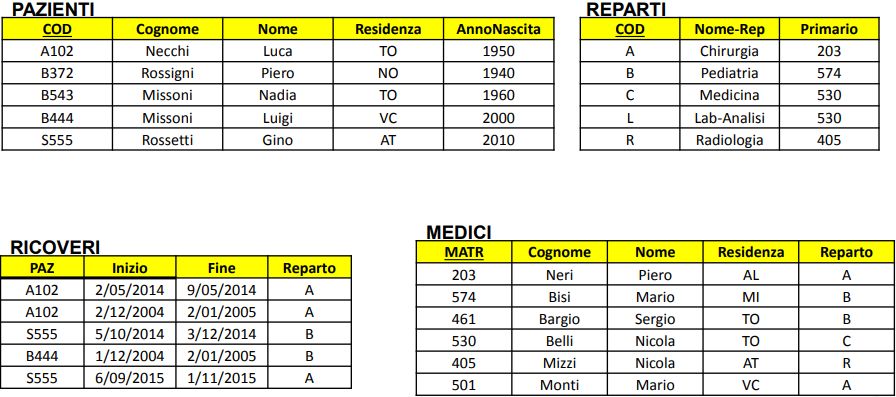 PAZIENTI
COD Cognome Nome Residenza AnnoNascita
A102 Necchi Luca TO 1950
B372 Rossigni Piero NO 1940
B543 Missoni Nadia TO 1960
B444 Missoni Luigi VC 2000
S555 Rossetti Gino AT 2010
REPARTI
COD Nome-Rep Primario
A Chirurgia 203
B Pediatria 574
C Medicina 530
L Lab-Analisi 530
R Radiologia 405
RICOVERI
PAZ Inizio Fine Reparto
A102 2/05/2014 9/05/2014 A
A102 2/12/2004 2/01/2005 A
S555 5/10/2014 3/12/2014 B
B444 1/12/2004 2/01/2005 B
S555 6/09/2015 1/11/2015 A
MEDICI
MATR Cognome Nome Residenza Reparto
203 Neri Piero AL A
574 Bisi Mario MI B
461 Bargio Sergio TO B
530 Belli Nicola TO C
405 Mizzi Nicola AT R
501 Monti Mario VC A